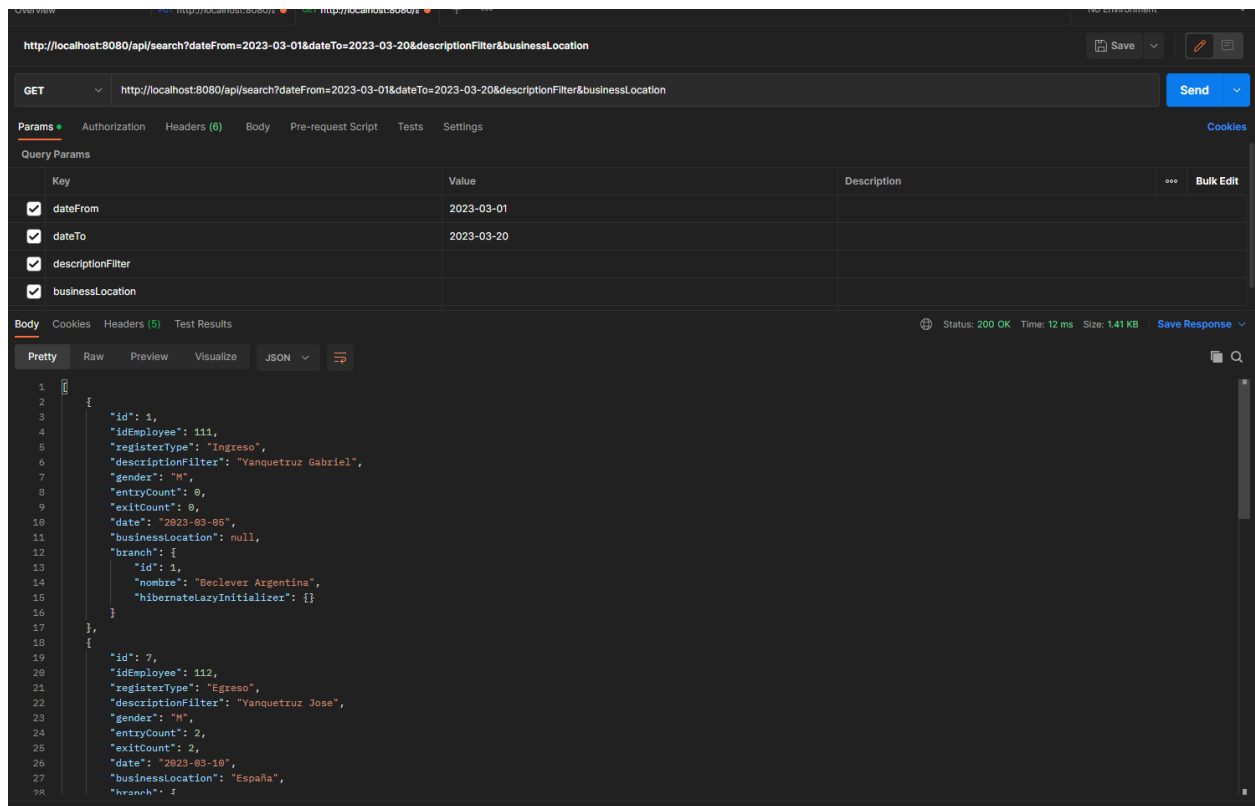 Overview POST http://localhost:8080/a GET http://localhost:8080/a No Environment
http://localhost:8080/api/search?dateFrom=2023-03-01&dateTo=2023-03-20&descriptionFilter&businessLocation Save
GET http://localhost:8080/api/search?dateFrom=2023-03-01&dateTo=2023-03-20&descriptionFilter&businessLocation Send
Params Authorization Headers (6) Body Pre-request Script Tests Settings Cookies
Query Params
Key Value Description Bulk Edit
dateFrom 2023-03-01
dateTo 2023-03-20
descriptionFilter
businessLocation
Body Cookies Headers (5) Test Results Status: 200 OK Time: 12 ms Size: 1.41 KB Save Response
Pretty Raw Preview Visualize JSON
1 [
2 {
3 "id": 1,
4 "idEmployee": 111,
5 "registerType": "Ingreso",
6 "descriptionFilter": "Yanquetruz Gabriel",
7 "gender": "M",
8 "entryCount": 0,
9 "exitCount": 0,
10 "date": "2023-03-05",
11 "businessLocation": null,
12 "branch": {
13 "id": 1,
14 "nombre": "Beclever Argentina",
15 "hibernateLazyInitializer": {}
16 }
17 },
18 {
19 "id": 7,
20 "idEmployee": 112,
21 "registerType": "Egreso",
22 "descriptionFilter": "Yanquetruz Jose",
23 "gender": "M",
24 "entryCount": 2,
25 "exitCount": 2,
26 "date": "2023-03-10",
27 "businessLocation": "España",
28 "branch": {